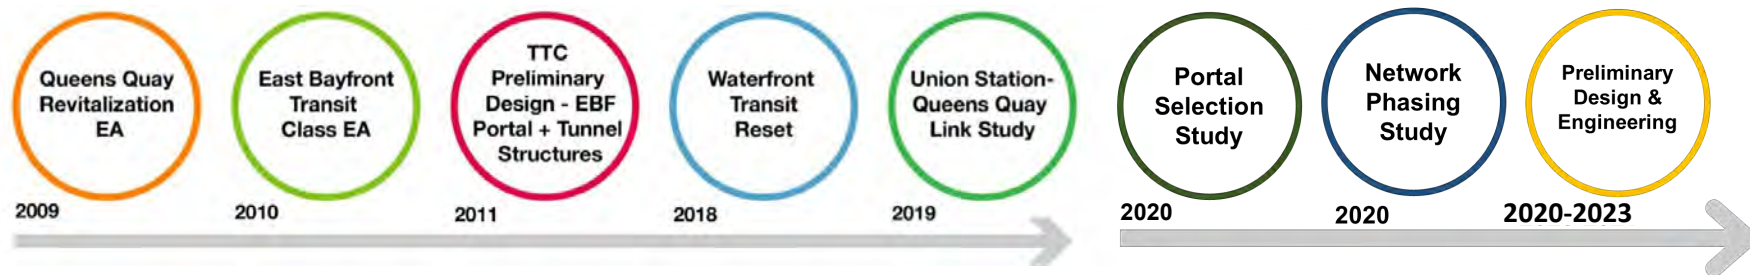 Queens Quay
Revitalization
EA
2009
East Bayfront
Transit
Class EA
2010
TTC
Preliminary
Design - EBF
Portal + Tunnel
Structures
2011
Waterfront
Transit
Reset
2018
Union Station-
Queens Quay
Link Study
2019
Portal
Selection
Study
2020
Network
Phasing
Study
2020
Preliminary
Design &
Engineering
2020-2023